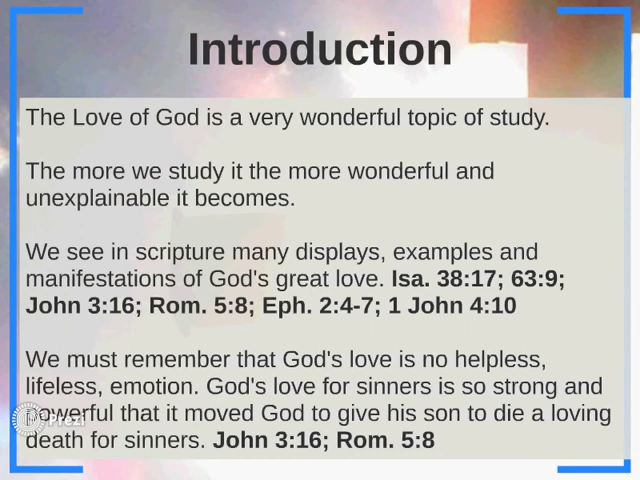 Introduction
The Love of God is a very wonderful topic of study.
The more we study it the more wonderful and
unexplainable it becomes.
We see in scripture many displays, examples and
manifestations of God's great love. Isa. 38:17; 63:9;
John 3:16; Rom. 5:8; Eph. 2:4-7; 1 John 4:10
We must remember that God's love is no helpless,
lifeless, emotion. God's love for sinners is so strong and
powerful that it moved God to give his son to die a loving
death for sinners. John 3:16; Rom. 5:8
Prezi